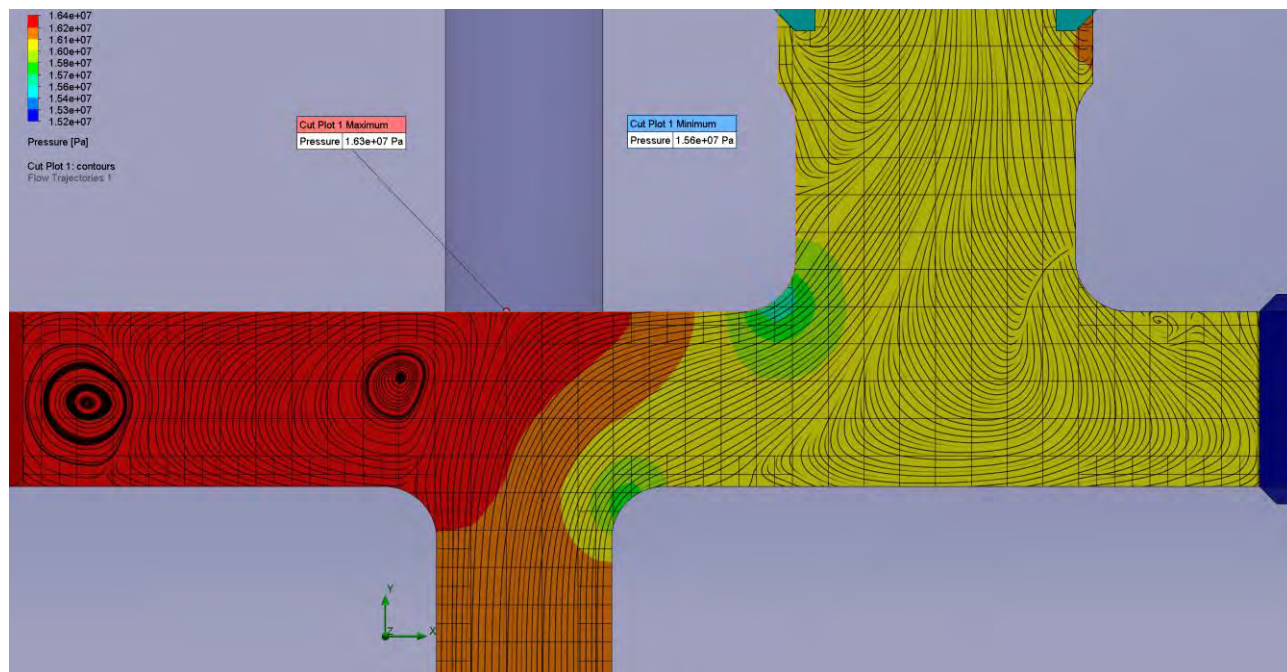 1.64e+07
1.62e+07
1.61e+07
1.60e+07
1.58e+07
1.57e+07
1.56e+07
1.54e+07
1.53e+07
1.52e+07
Pressure [Pa]
Cut Plot 1: contours
Flow Trajectories 1
Cut Plot 1 Maximum
Pressure 1.63e+07 Pa
Cut Plot 1 Minimum
Pressure 1.56e+07 Pa
Y
Z X